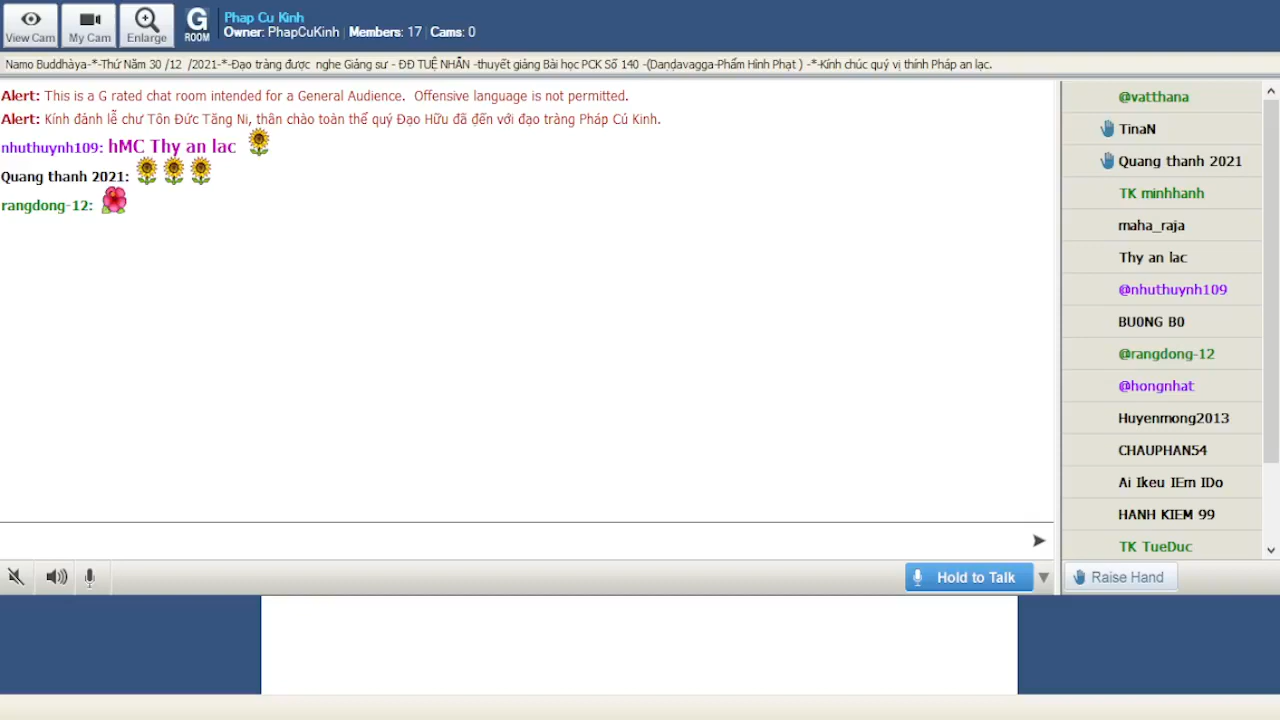 View Cam
My Cam
Enlarge
G
ROOM
Phap Cu Kinh
Owner: PhapCuKinh Members: 17 Cams: 0
Namo Buddhàya-*-Thứ Năm 30 /12 /2021-*-Đạo tràng được nghe Giảng sư - ĐĐ TUỆ NHÂN -thuyết giảng Bài học PCK Số 140 -(Daṇḍavagga-Phẩm Hình Phạt ) -*-Kính chúc quý vị thính Pháp an lạc.
Alert: This is a G rated chat room intended for a General Audience. Offensive language is not permitted.
Alert: Kính đảnh lễ chư Tôn Đức Tăng Ni, thân chào toàn thể quý Đạo Hữu đã đến với đạo tràng Pháp Cú Kinh.
nhuthuynh109: hMC Thy an lac
Quang thanh 2021:
rangdong-12:
@vatthana
TinaN
Quang thanh 2021
TK minhhanh
maha_raja
Thy an lac
@nhuthuynh109
BU0NG B0
@rangdong-12
@hongnhat
Huyenmong2013
CHAUPHAN54
Ai Ikeu IEm IDo
HANH KIEM 99
TK TueDuc
Hold to Talk
Raise Hand